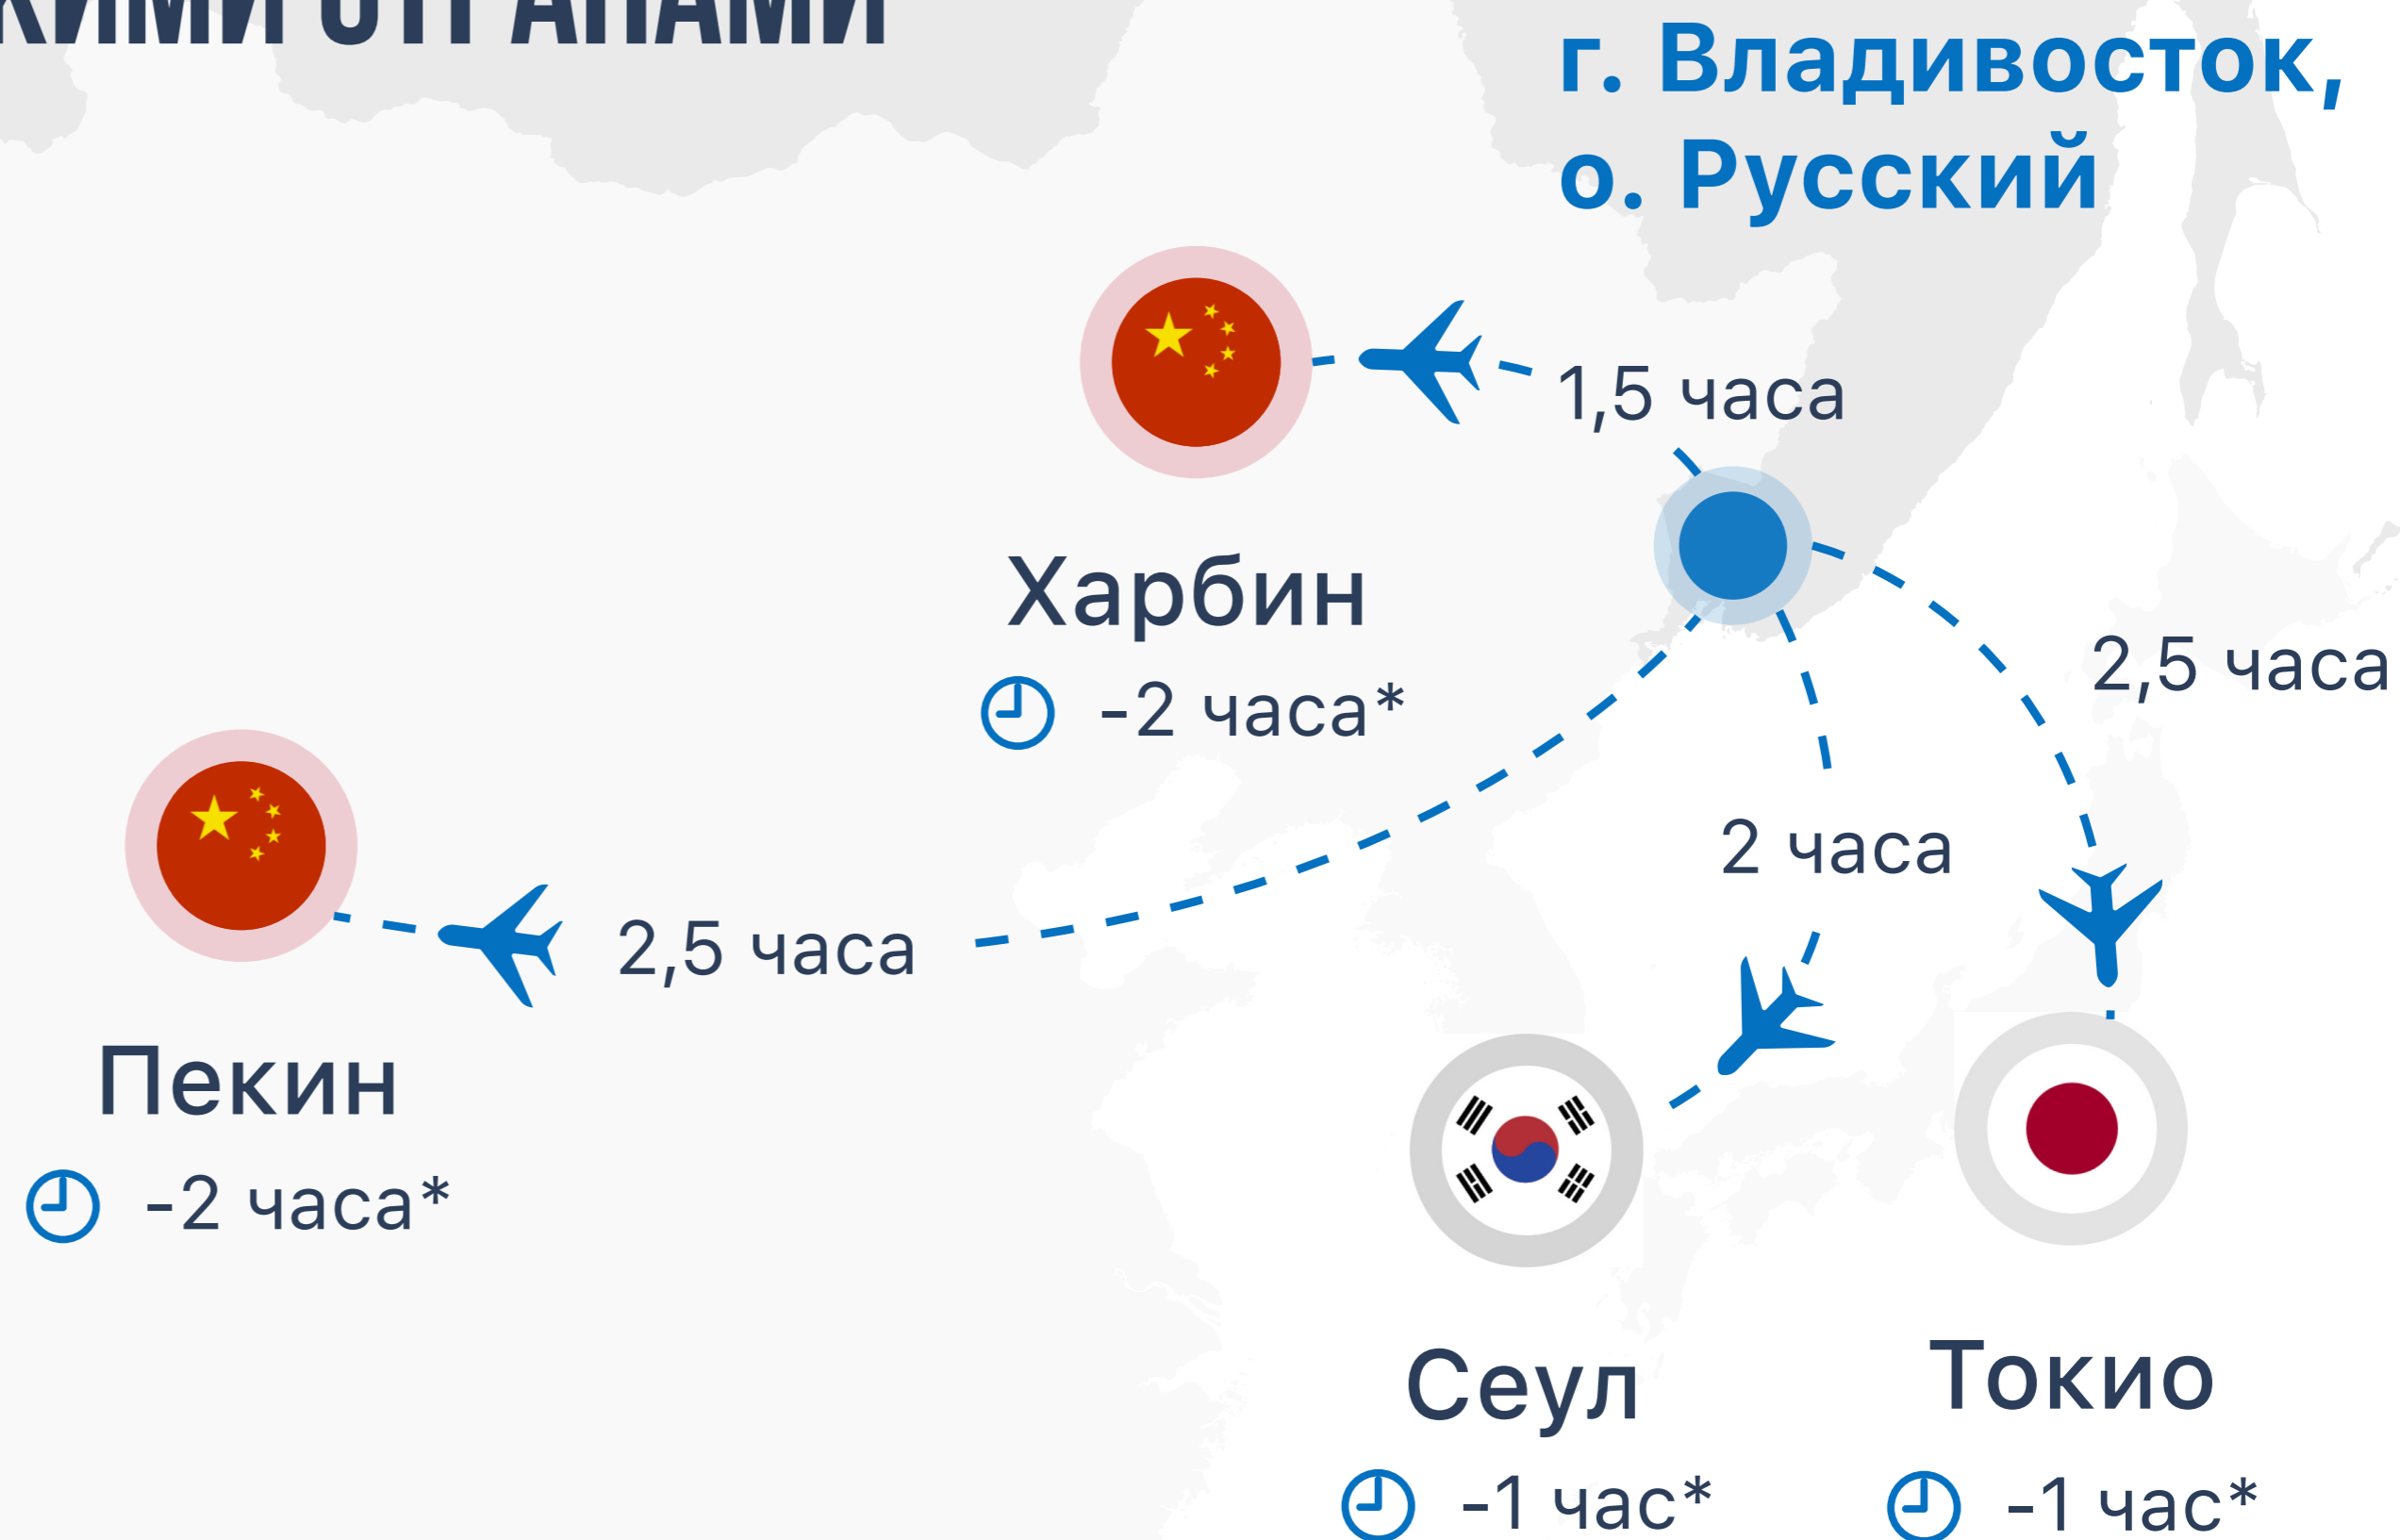 г. Владивосток,
о. Русский
1,5 часа
Харбин
-2 часа*
2,5 часа
2 часа
2,5 часа
Пекин
-2 часа*
Сеул
-1 час*
Токио
-1 час*